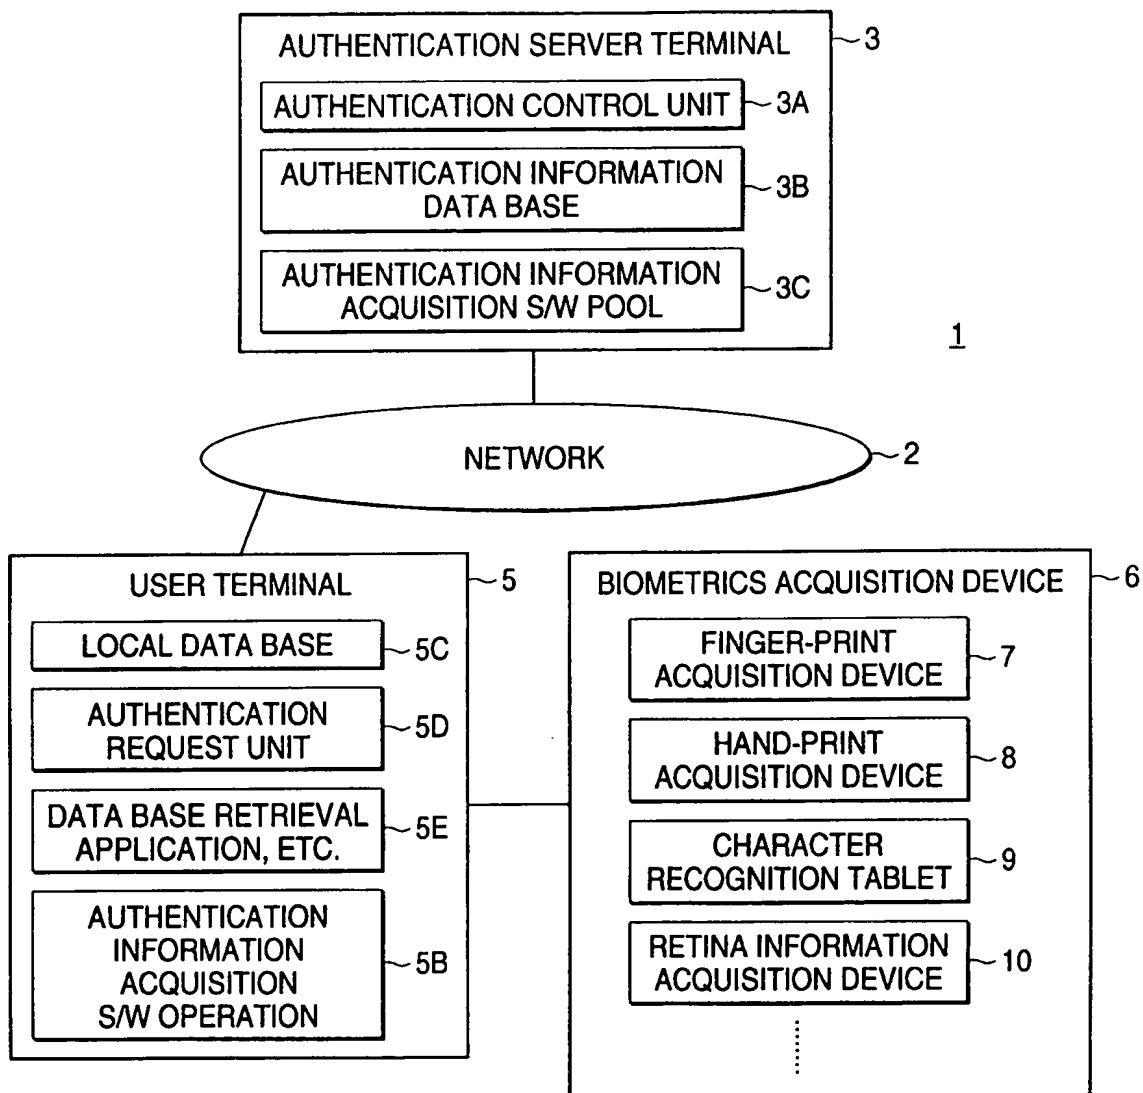 AUTHENTICATION SERVER TERMINAL
3
AUTHENTICATION CONTROL UNIT
3A
AUTHENTICATION INFORMATION
DATA BASE
3B
AUTHENTICATION INFORMATION
ACQUISITION S/W POOL
3C
1
NETWORK
2
USER TERMINAL
5
LOCAL DATA BASE
5C
AUTHENTICATION
REQUEST UNIT
5D
DATA BASE RETRIEVAL
APPLICATION, ETC.
5E
AUTHENTICATION
INFORMATION
ACQUISITION
S/W OPERATION
5B
BIOMETRICS ACQUISITION DEVICE
6
FINGER-PRINT
ACQUISITION DEVICE
7
HAND-PRINT
ACQUISITION DEVICE
8
CHARACTER
RECOGNITION TABLET
9
RETINA INFORMATION
ACQUISITION DEVICE
10